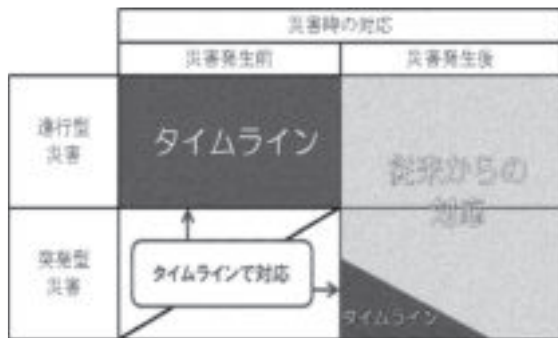 災害時の対応
災害発生前
災害発生後
進行型
災害
タイムライン
従来からの
対応
突発型
災害
タイムラインで対応
タイムライン